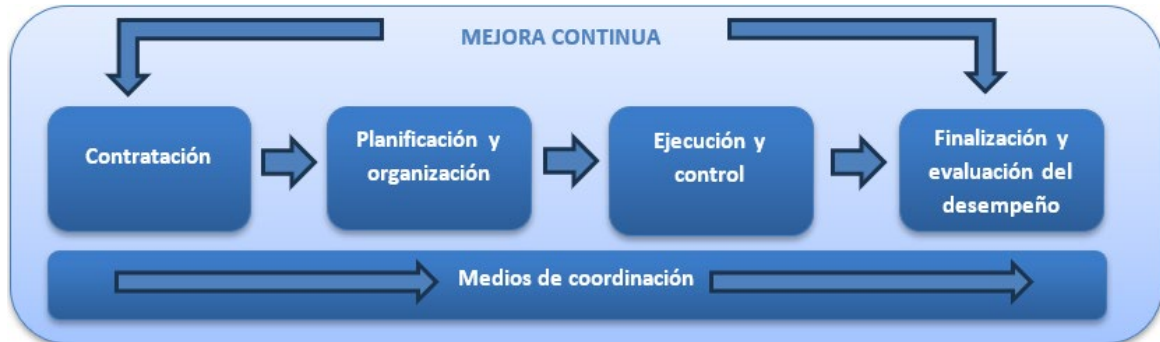 MEJORA CONTINUA
Contratación
Planificación y
organización
Ejecución y
control
Finalización y
evaluación del
desempeño
Medios de coordinación